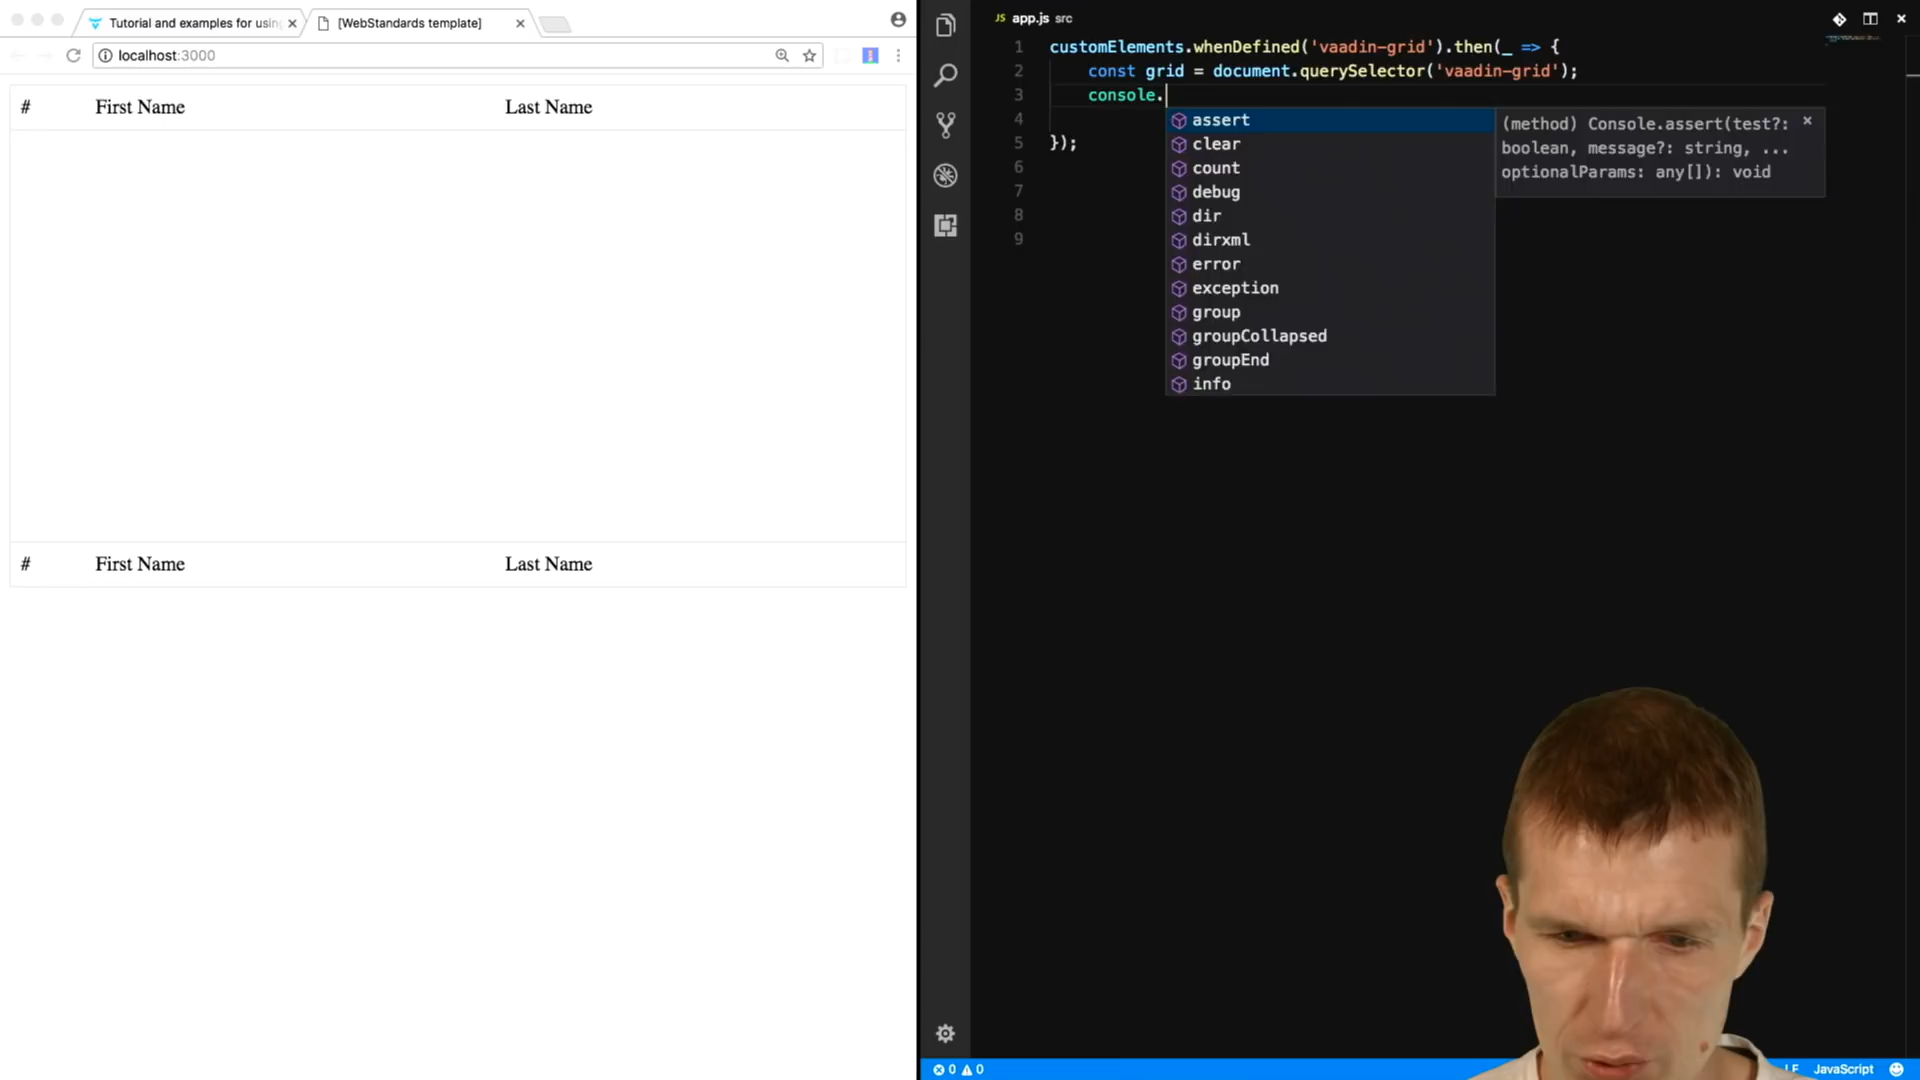 Tutorial and examples for using
[WebStandards template]
localhost:3000
# First Name Last Name
# First Name Last Name
JS app.js src
1 customElements.whenDefined('vaadin-grid').then(_ => {
2 const grid = document.querySelector('vaadin-grid');
3 console.
4
5 });
6
7
8
9
assert
clear
count
debug
dir
dirxml
error
exception
group
groupCollapsed
groupEnd
info
(method) Console.assert(test?:
boolean, message?: string, ...
optionalParams: any[]): void
0 0
LF JavaScript